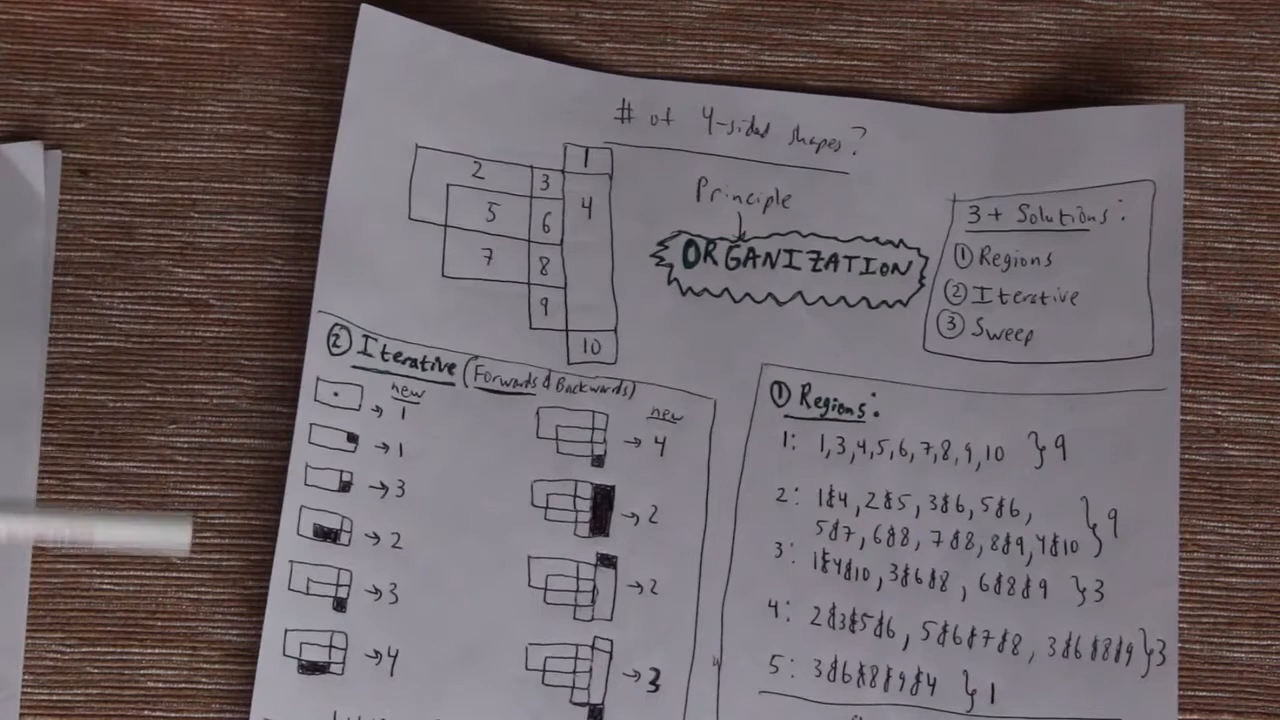 # of 4-sided shapes?
1
2 3
4
5 6
7 8
9
10
Principle
ORGANIZATION
3+ Solutions:
① Regions
② Iterative
③ Sweep
② Iterative (Forwards & Backwards)
new
→ 1
→ 1
→ 3
→ 2
→ 3
→ 4
new
→ 4
→ 2
→ 2
→ 3
① Regions:
1: 1,3,4,5,6,7,8,9,10 } 9
2: 1&4, 2&5, 3&6, 5&6,
5&7, 6&8, 7&8, 8&9, 4&10 } 9
3: 1&4&10, 3&6&8, 6&8&9 } 3
4: 2&3&5&6, 5&6&7&8, 3&6&8&9 } 3
5: 3&6&8&9&4 } 1